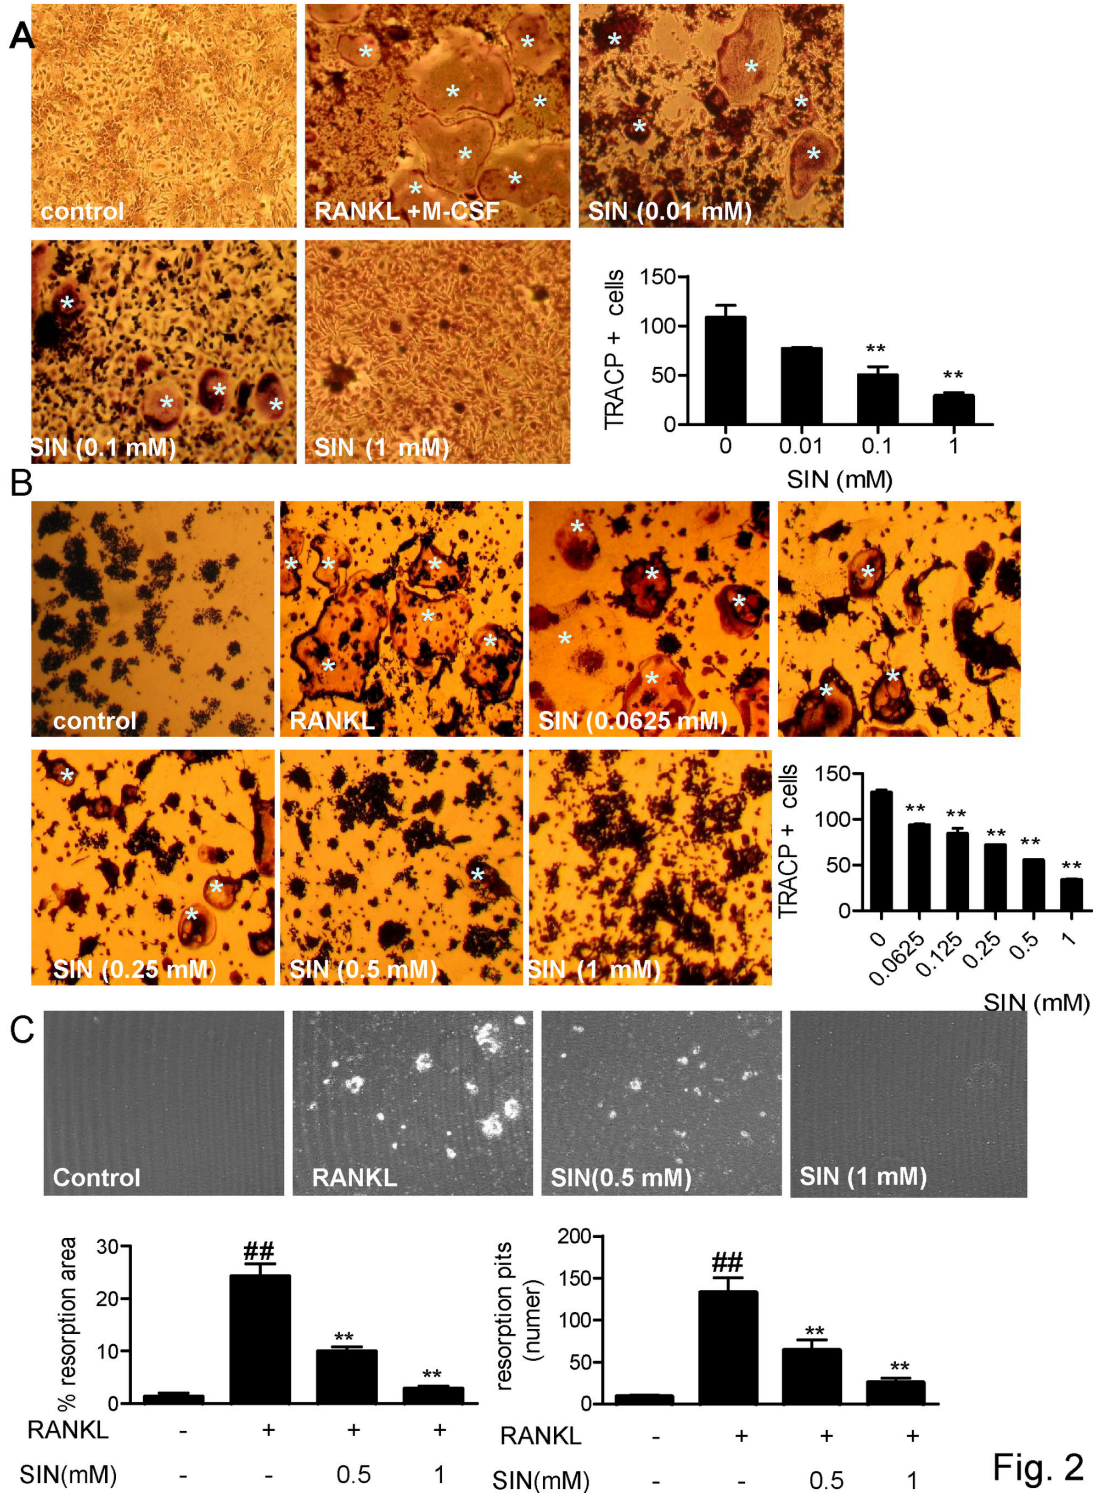 A
control
RANKL +M-CSF
SIN (0.01 mM)
* * * * * * *
* * * * *
SIN (0.1 mM)
SIN (1 mM)
* * * *
TRACP + cells
150
100
50
0
** **
0 0.01 0.1 1
SIN (mM)
B
control
RANKL
SIN (0.0625 mM)
* * * * * *
* * * * *
* * *
SIN (0.25 mM)
SIN (0.5 mM)
SIN (1 mM)
* * *
*
TRACP + cells
150
100
50
0
** ** ** ** **
0 0.0625 0.125 0.25 0.5 1
SIN (mM)
C
Control
RANKL
SIN(0.5 mM)
SIN (1 mM)
% resorption area
30
20
10
0
## ** **
RANKL - + + +
SIN(mM) - - 0.5 1
resorption pits
(numer)
200
150
100
50
0
## ** **
RANKL - + + +
SIN(mM) - - 0.5 1
Fig. 2